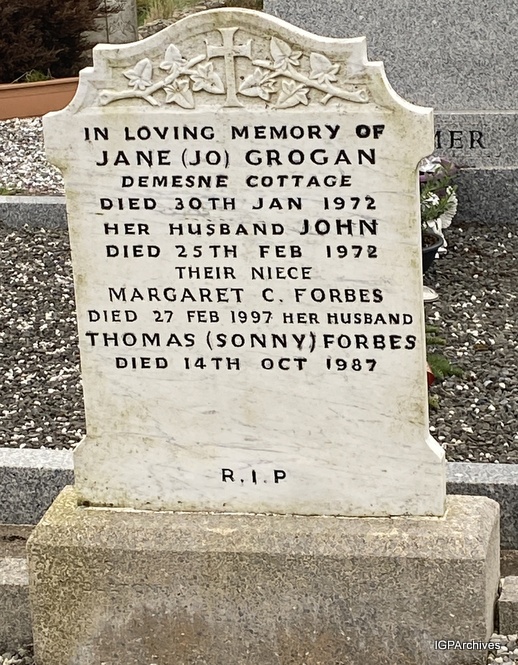 IN LOVING MEMORY OF
JANE (JO) GROGAN
DEMESNE COTTAGE
DIED 30TH JAN 1972
HER HUSBAND JOHN
DIED 25TH FEB 1972
THEIR NIECE
MARGARET C. FORBES
DIED 27 FEB 1997 HER HUSBAND
THOMAS (SONNY) FORBES
DIED 14TH OCT 1987
R.I.P
IGPArchives